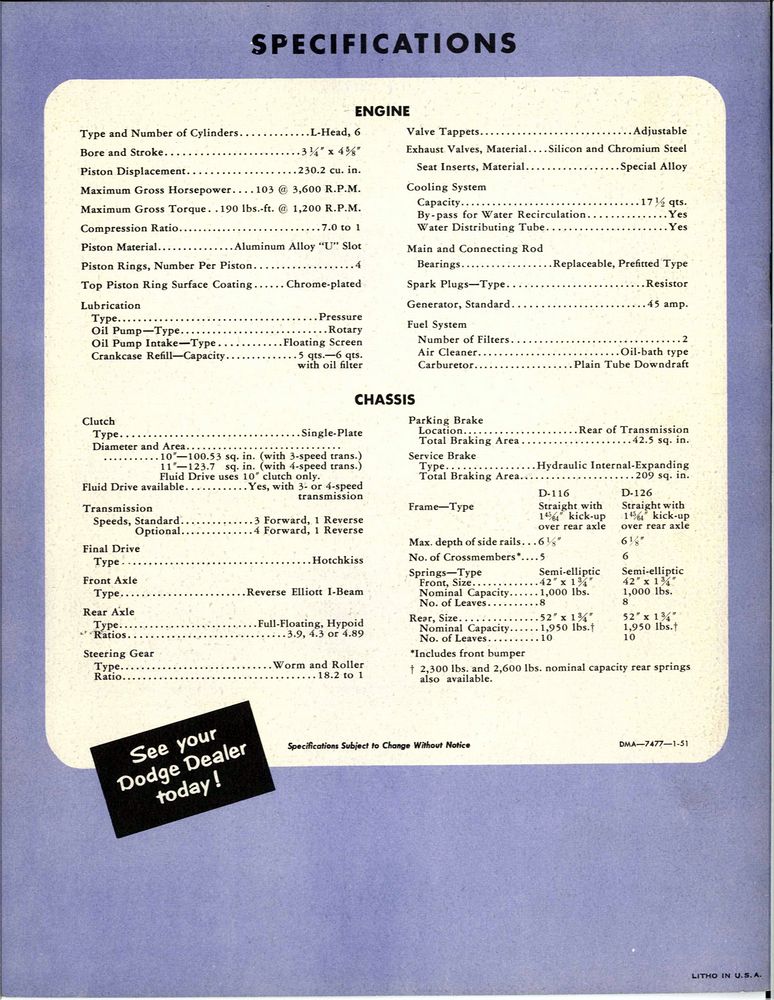 SPECIFICATIONS
ENGINE
Type and Number of Cylinders............L-Head, 6
Bore and Stroke.......................3¼" x 4⅝"
Piston Displacement...................230.2 cu. in.
Maximum Gross Horsepower....103 @ 3,600 R.P.M.
Maximum Gross Torque..190 lbs.-ft. @ 1,200 R.P.M.
Compression Ratio........................7.0 to 1
Piston Material.............Aluminum Alloy "U" Slot
Piston Rings, Number Per Piston..................4
Top Piston Ring Surface Coating......Chrome-plated
Lubrication
Type..................................Pressure
Oil Pump—Type.........................Rotary
Oil Pump Intake—Type...........Floating Screen
Crankcase Refill—Capacity.............5 qts.—6 qts.
with oil filter
Valve Tappets..........................Adjustable
Exhaust Valves, Material....Silicon and Chromium Steel
Seat Inserts, Material................Special Alloy
Cooling System
Capacity...............................17½ qts.
By-pass for Water Recirculation..............Yes
Water Distributing Tube.....................Yes
Main and Connecting Rod
Bearings................Replaceable, Prefitted Type
Spark Plugs—Type........................Resistor
Generator, Standard.......................45 amp.
Fuel System
Number of Filters.............................2
Air Cleaner........................Oil-bath type
Carburetor.................Plain Tube Downdraft
CHASSIS
Clutch
Type...............................Single-Plate
Diameter and Area..........................
...........10"—100.53 sq. in. (with 3-speed trans.)
11"—123.7 sq. in. (with 4-speed trans.)
Fluid Drive uses 10" clutch only.
Fluid Drive available...........Yes, with 3- or 4-speed
transmission
Transmission
Speeds, Standard............3 Forward, 1 Reverse
Optional............4 Forward, 1 Reverse
Final Drive
Type................................Hotchkiss
Front Axle
Type.....................Reverse Elliott I-Beam
Rear Axle
Type.......................Full-Floating, Hypoid
Ratios...........................3.9, 4.3 or 4.89
Steering Gear
Type..........................Worm and Roller
Ratio.................................18.2 to 1
Parking Brake
Location...................Rear of Transmission
Total Braking Area...................42.5 sq. in.
Service Brake
Type...............Hydraulic Internal-Expanding
Total Braking Area...................209 sq. in.
D-116 D-126
Frame—Type Straight with Straight with
1 45/64" kick-up 1 45/64" kick-up
over rear axle over rear axle
Max. depth of side rails...6⅛" 6⅛"
No. of Crossmembers*....5 6
Springs—Type Semi-elliptic Semi-elliptic
Front, Size............42" x 1¾" 42" x 1¾"
Nominal Capacity......1,000 lbs. 1,000 lbs.
No. of Leaves..........8 8
Rear, Size.............52" x 1¾" 52" x 1¾"
Nominal Capacity......1,950 lbs.† 1,950 lbs.†
No. of Leaves..........10 10
*Includes front bumper
† 2,300 lbs. and 2,600 lbs. nominal capacity rear springs
also available.
See your
Dodge Dealer
today!
Specifications Subject to Change Without Notice
DMA—7477—1-51
LITHO IN U.S.A.